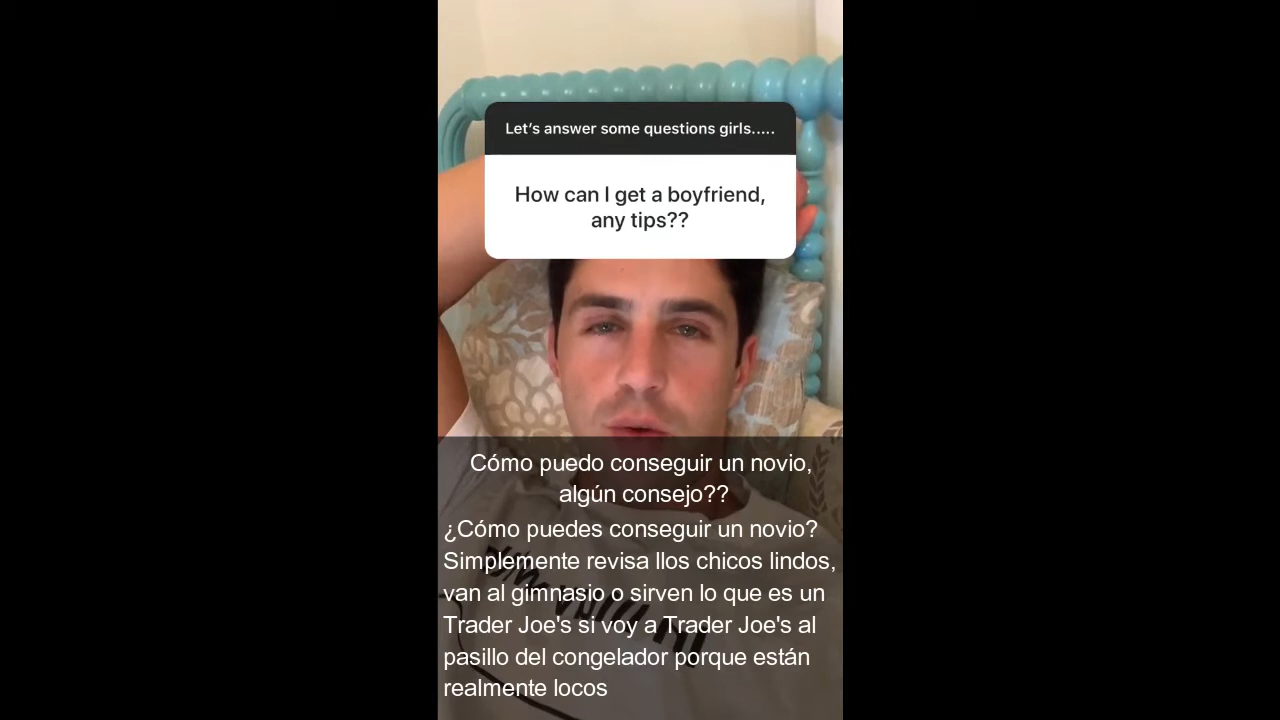 Let's answer some questions girls.....
How can I get a boyfriend,
any tips??
Cómo puedo conseguir un novio,
algún consejo??
¿Cómo puedes conseguir un novio?
Simplemente revisa llos chicos lindos,
van al gimnasio o sirven lo que es un
Trader Joe's si voy a Trader Joe's al
pasillo del congelador porque están
realmente locos